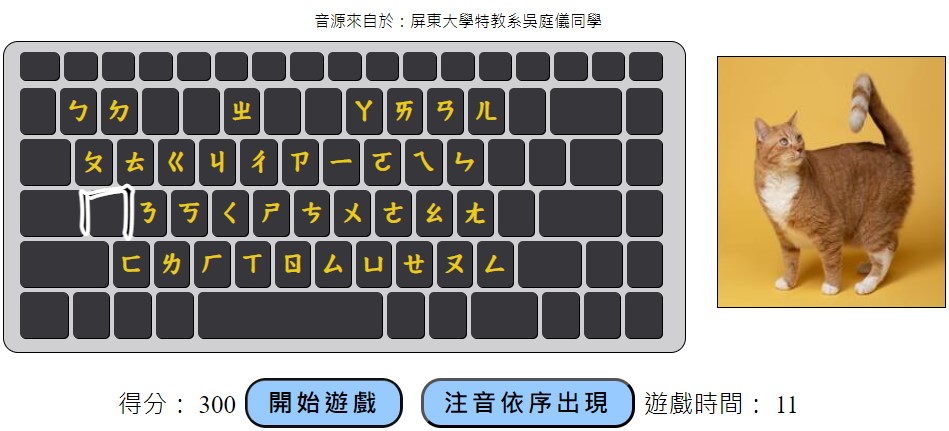 音源來自於：屏東大學特教系吳庭儀同學
ㄅ ㄉ ㄓ ㄚ ㄞ ㄢ ㄦ
ㄆ ㄊ ㄍ ㄐ ㄔ ㄗ ㄧ ㄛ ㄟ ㄣ
ㄋ ㄎ ㄑ ㄕ ㄘ ㄨ ㄜ ㄠ ㄤ
ㄈ ㄌ ㄏ ㄒ ㄖ ㄙ ㄩ ㄝ ㄡ ㄥ
得分： 300 開始遊戲 注音依序出現 遊戲時間： 11